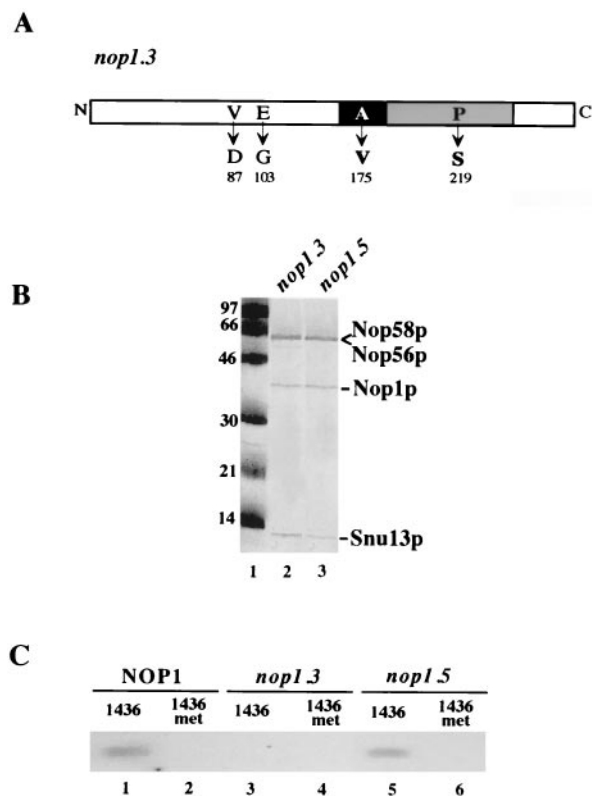 A
nop1.3
N V E A P C
D G V S
87 103 175 219
B
nop1.3 nop1.5
97
66
46
30
21
14
Nop58p
Nop56p
Nop1p
Snu13p
1 2 3
C
NOP1 nop1.3 nop1.5
1436 1436 met 1436 1436 met 1436 1436 met
1 2 3 4 5 6